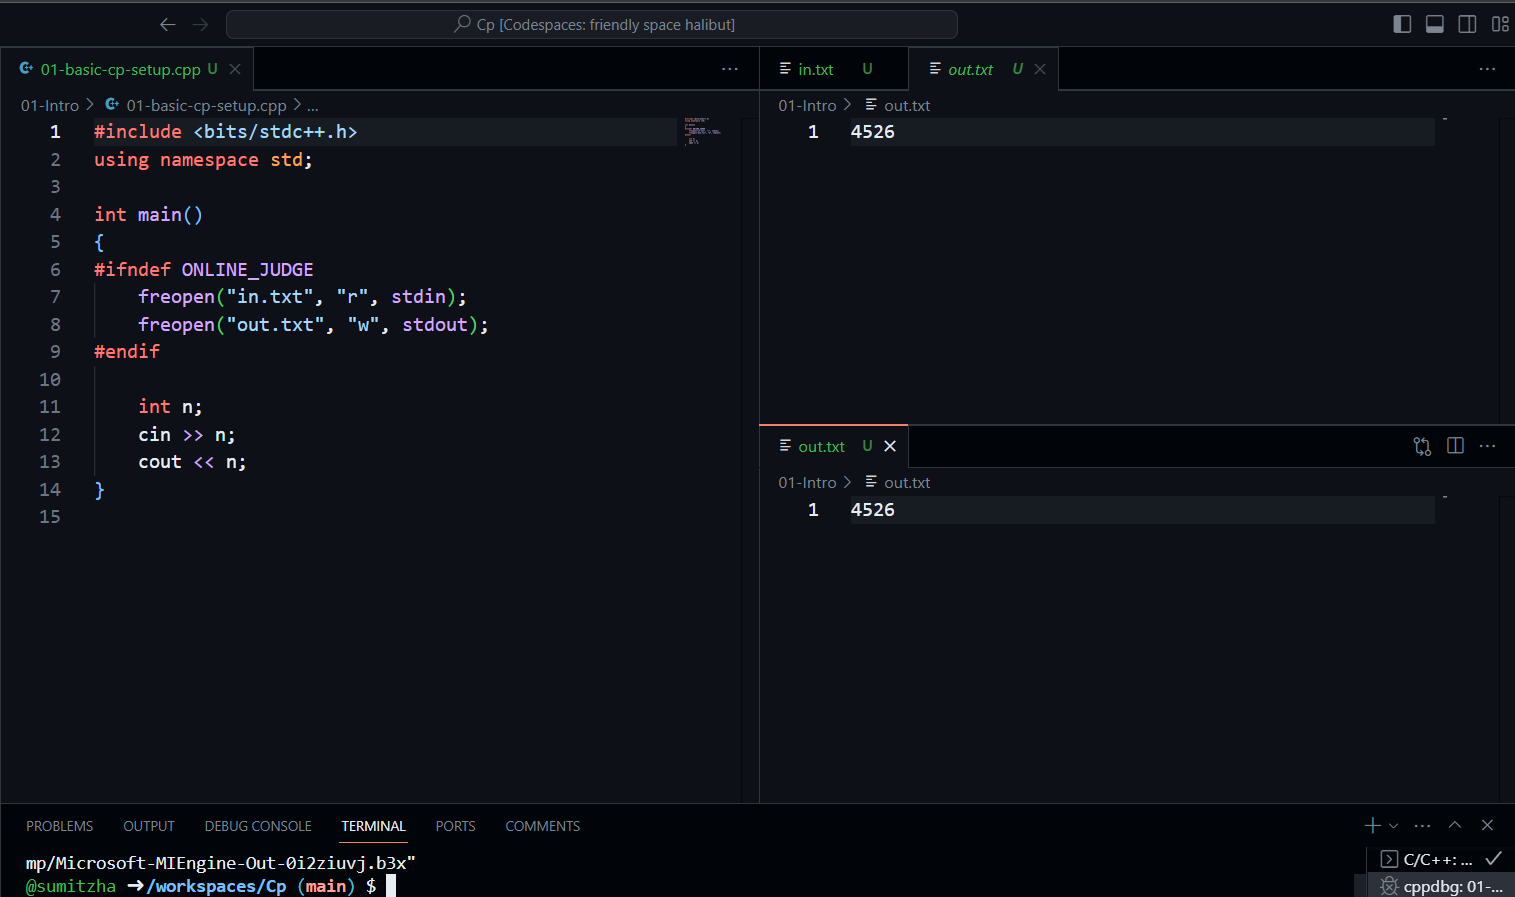 Cp [Codespaces: friendly space halibut]
01-basic-cp-setup.cpp U
01-Intro > 01-basic-cp-setup.cpp > ...
1 #include <bits/stdc++.h>
2 using namespace std;
3
4 int main()
5 {
6 #ifndef ONLINE_JUDGE
7 freopen("in.txt", "r", stdin);
8 freopen("out.txt", "w", stdout);
9 #endif
10
11 int n;
12 cin >> n;
13 cout << n;
14 }
15
in.txt U out.txt U
01-Intro > out.txt
1 4526
out.txt U
01-Intro > out.txt
1 4526
PROBLEMS OUTPUT DEBUG CONSOLE TERMINAL PORTS COMMENTS
mp/Microsoft-MIEngine-Out-0i2ziuvj.b3x"
@sumitzha ➜/workspaces/Cp (main) $
C/C++: ...
cppdbg: 01-...